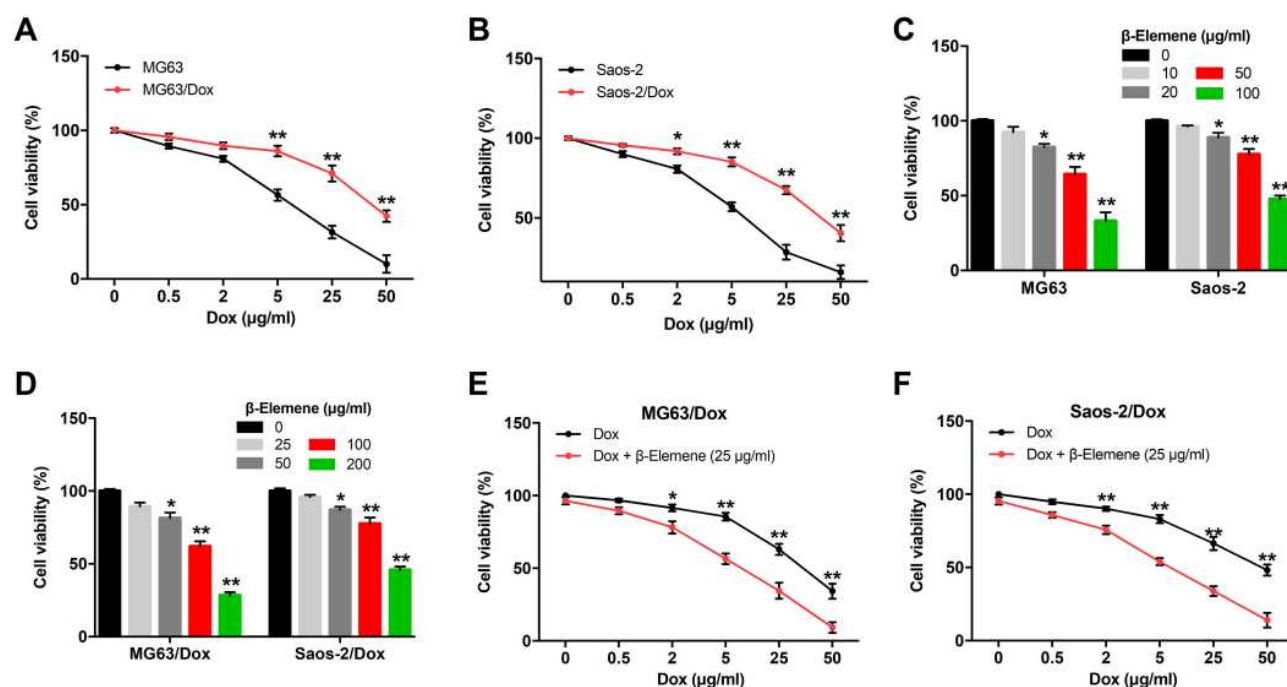 A
MG63
MG63/Dox
150
100
50
0
Cell viability (%)
**
**
**
0 0.5 2 5 25 50
Dox (µg/ml)
B
Saos-2
Saos-2/Dox
150
100
50
Cell viability (%)
*
**
**
**
0 0.5 2 5 25 50
Dox (µg/ml)
C
β-Elemene (µg/ml)
0
10 50
20 100
150
100
50
0
Cell viability (%)
*
**
**
*
**
**
MG63 Saos-2
D
β-Elemene (µg/ml)
0
25 100
50 200
150
100
50
0
Cell viability (%)
*
**
**
*
**
**
MG63/Dox Saos-2/Dox
E
MG63/Dox
Dox
Dox + β-Elemene (25 µg/ml)
150
100
50
0
Cell viability (%)
*
**
**
**
0 0.5 2 5 25 50
Dox (µg/ml)
F
Saos-2/Dox
Dox
Dox + β-Elemene (25 µg/ml)
150
100
50
0
Cell viability (%)
**
**
**
**
0 0.5 2 5 25 50
Dox (µg/ml)